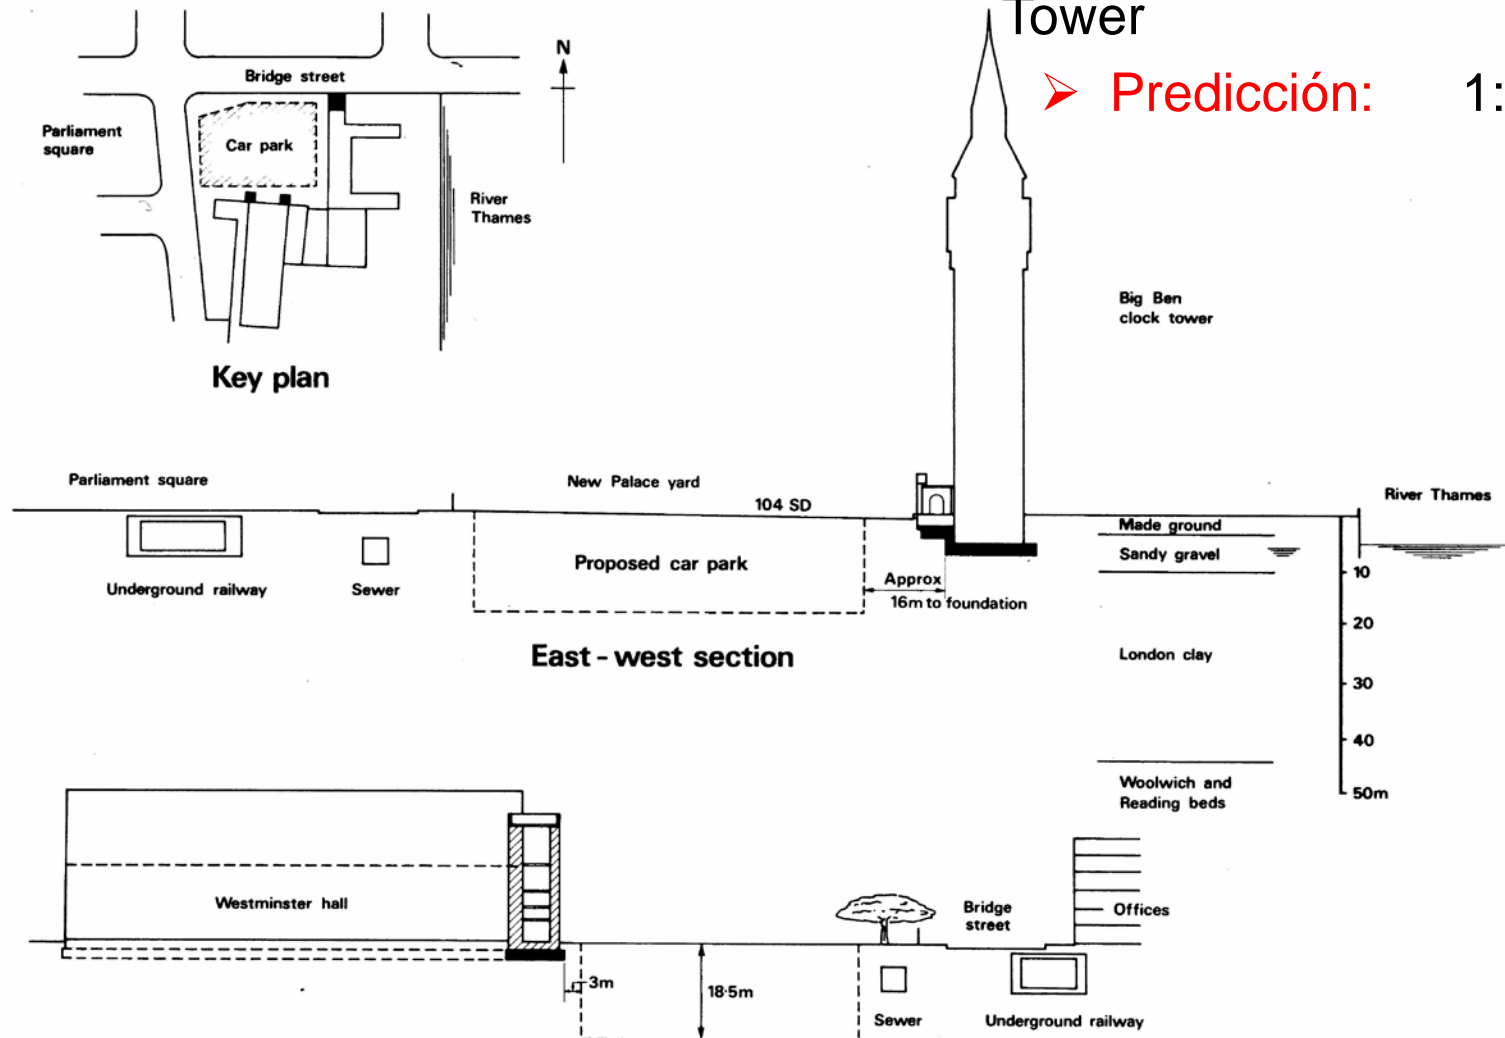 Tower
➢ Predicción: 1:
N
Bridge street
Parliament
square
Car park
River
Thames
Key plan
Big Ben
clock tower
Parliament square
New Palace yard
104 SD
River Thames
Made ground
Sandy gravel
Proposed car park
Underground railway
Sewer
Approx
16m to foundation
10
20
30
40
50m
East - west section
London clay
Woolwich and
Reading beds
Westminster hall
Bridge
street
Offices
3m
18·5m
Sewer
Underground railway